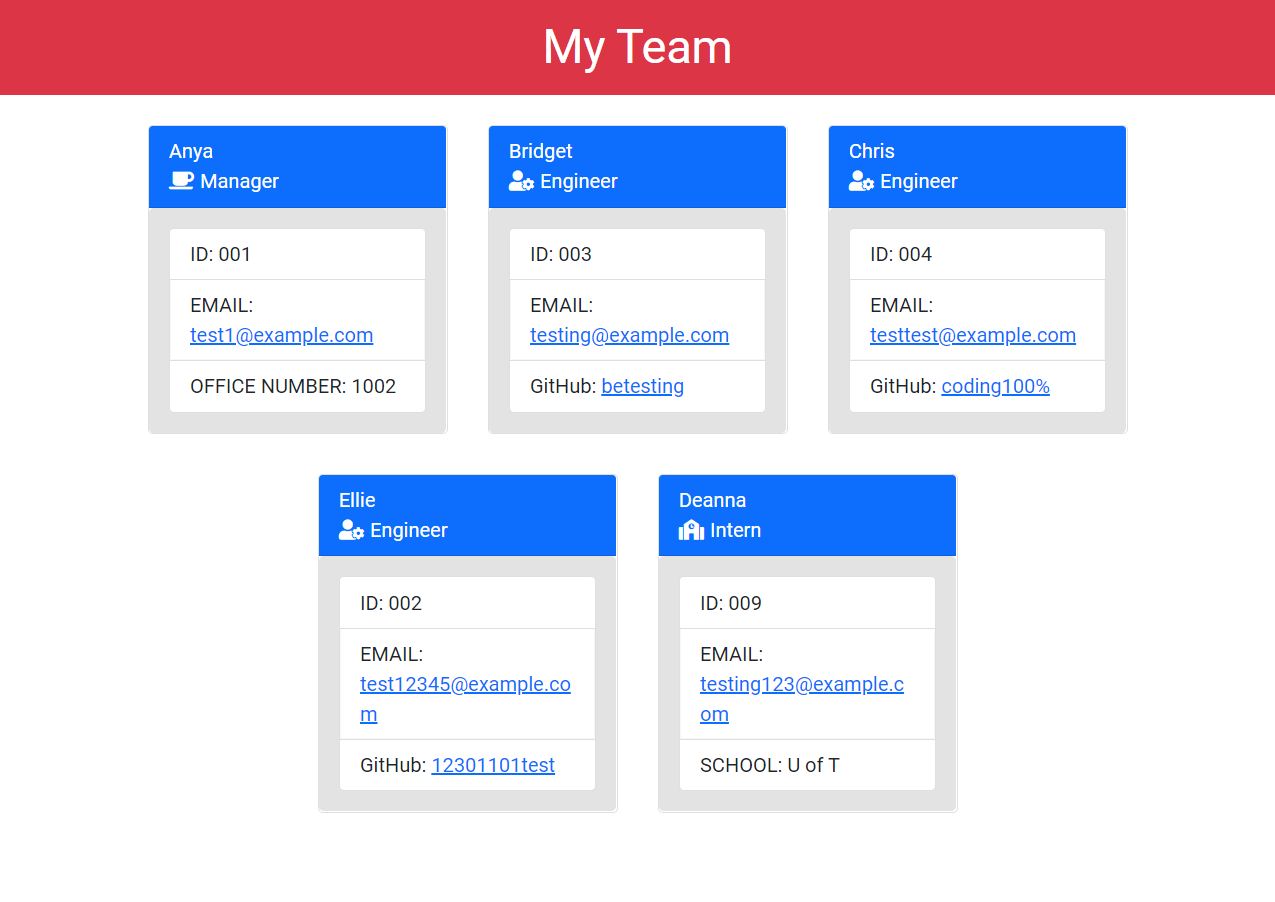 My Team
Anya
Manager
ID: 001
EMAIL:
test1@example.com
OFFICE NUMBER: 1002
Bridget
Engineer
ID: 003
EMAIL:
testing@example.com
GitHub: betesting
Chris
Engineer
ID: 004
EMAIL:
testtest@example.com
GitHub: coding100%
Ellie
Engineer
ID: 002
EMAIL:
test12345@example.co
m
GitHub: 12301101test
Deanna
Intern
ID: 009
EMAIL:
testing123@example.c
om
SCHOOL: U of T